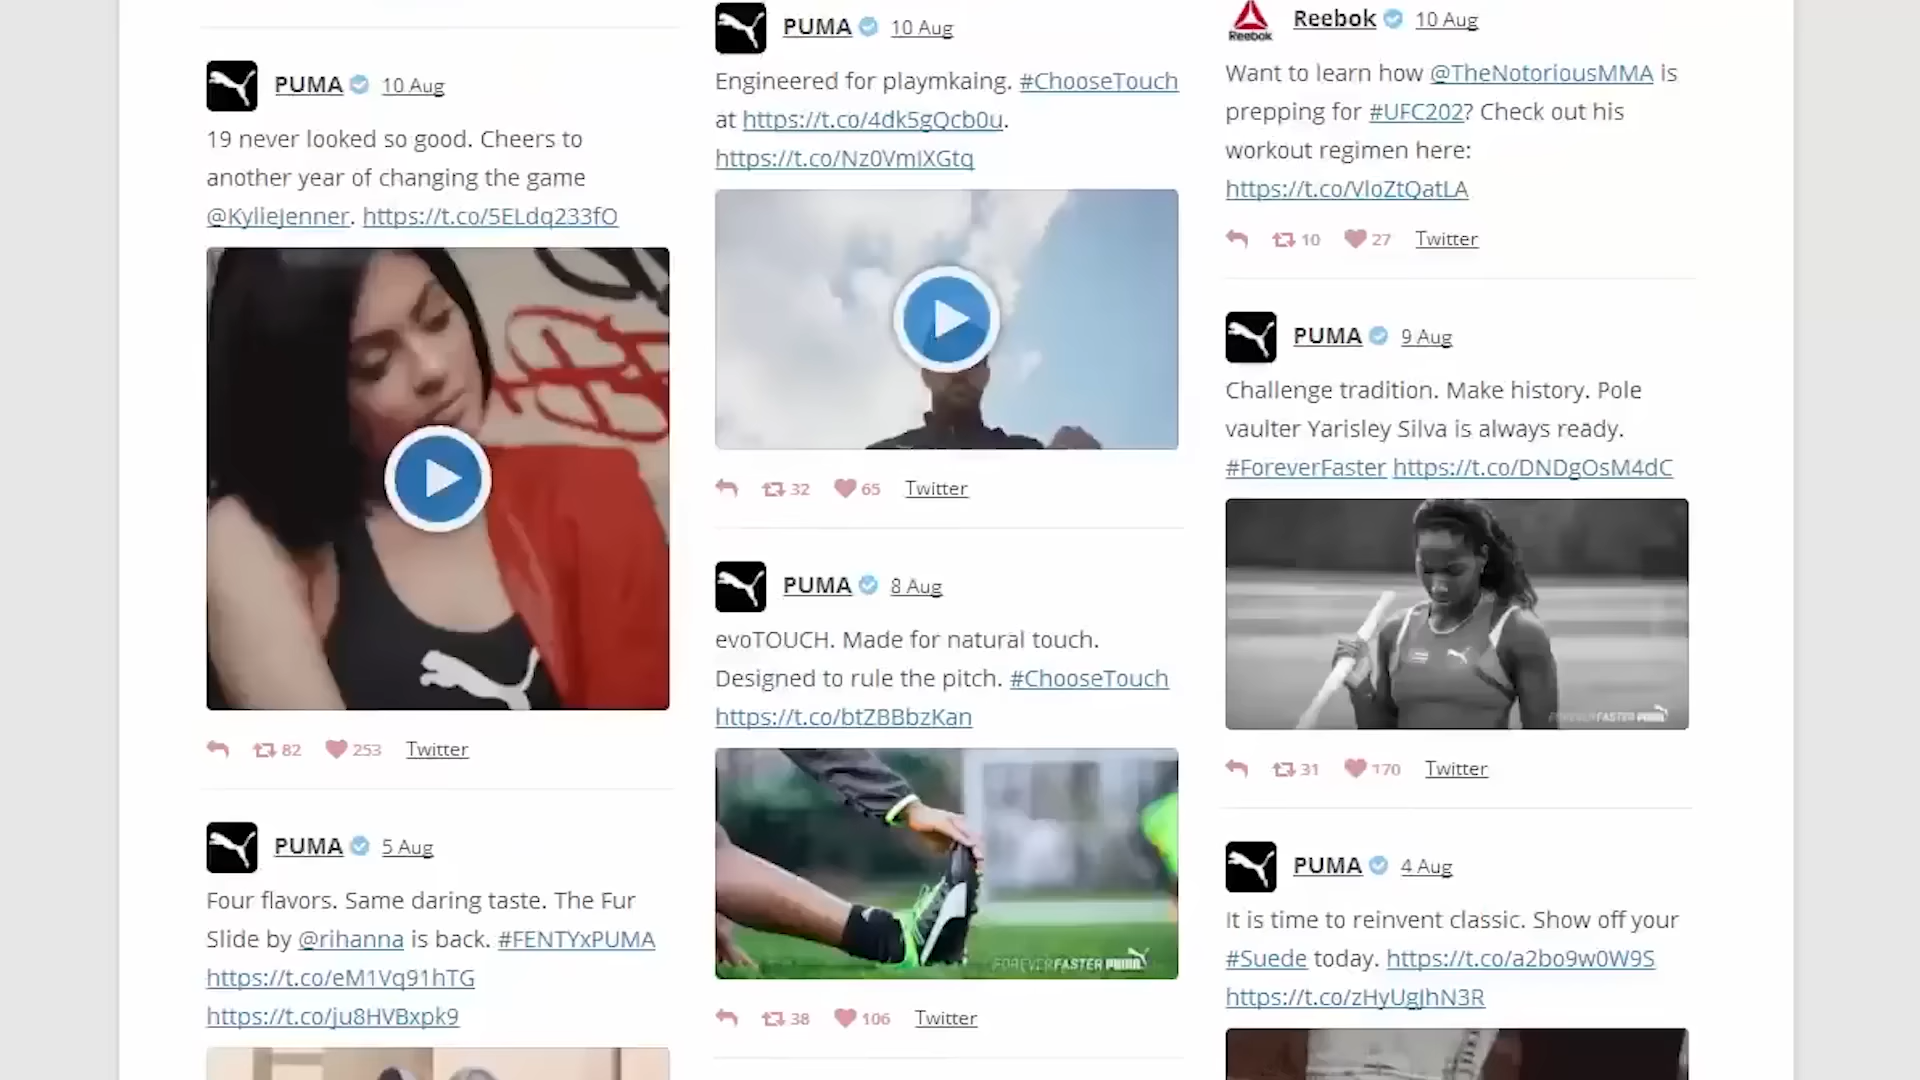 PUMA 10 Aug
19 never looked so good. Cheers to
another year of changing the game
@KylieJenner. https://t.co/5ELdq233fO
82 253 Twitter
PUMA 5 Aug
Four flavors. Same daring taste. The Fur
Slide by @rihanna is back. #FENTYxPUMA
https://t.co/eM1Vq91hTG
https://t.co/ju8HVBxpk9
PUMA 10 Aug
Engineered for playmkaing. #ChooseTouch
at https://t.co/4dk5gQcb0u.
https://t.co/Nz0VmIXGtq
32 65 Twitter
PUMA 8 Aug
evoTOUCH. Made for natural touch.
Designed to rule the pitch. #ChooseTouch
https://t.co/btZBBbzKan
FOREVER FASTER PUMA
38 106 Twitter
Reebok
Reebok 10 Aug
Want to learn how @TheNotoriousMMA is
prepping for #UFC202? Check out his
workout regimen here:
https://t.co/VloZtQatLA
10 27 Twitter
PUMA 9 Aug
Challenge tradition. Make history. Pole
vaulter Yarisley Silva is always ready.
#ForeverFaster https://t.co/DNDgOsM4dC
FOREVER FASTER PUMA
31 170 Twitter
PUMA 4 Aug
It is time to reinvent classic. Show off your
#Suede today. https://t.co/a2bo9w0W9S
https://t.co/zHyUgJhN3R